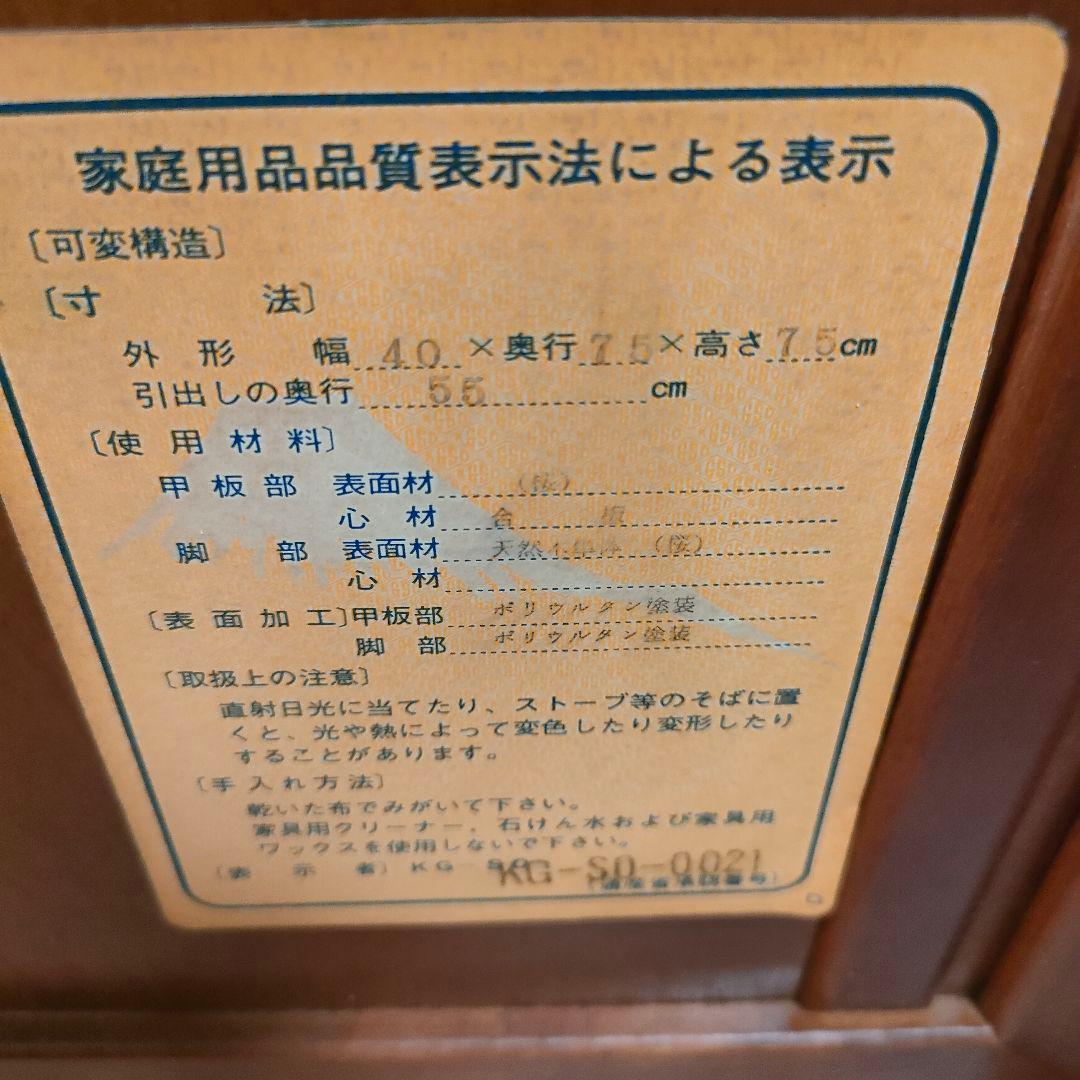 家庭用品品質表示法による表示
〔可変構造〕
〔寸 法〕
外形 幅 40 ×奥行 75 ×高さ 75 cm
引出しの奥行 55 cm
〔使用材料〕
甲板部 表面材 (桜)
心材 合板
脚部 表面材 天然木 (桜)
心材
〔表面加工〕甲板部 ポリウルタン塗装
脚部 ポリウルタン塗装
〔取扱上の注意〕
直射日光に当てたり、ストーブ等のそばに置
くと、光や熱によって変色したり変形したり
することがあります。
〔手入れ方法〕
乾いた布でみがいて下さい。
家具用クリーナー、石けん水および家具用
ワックスを使用しないで下さい。
〔表示者〕 KG-SD-0021